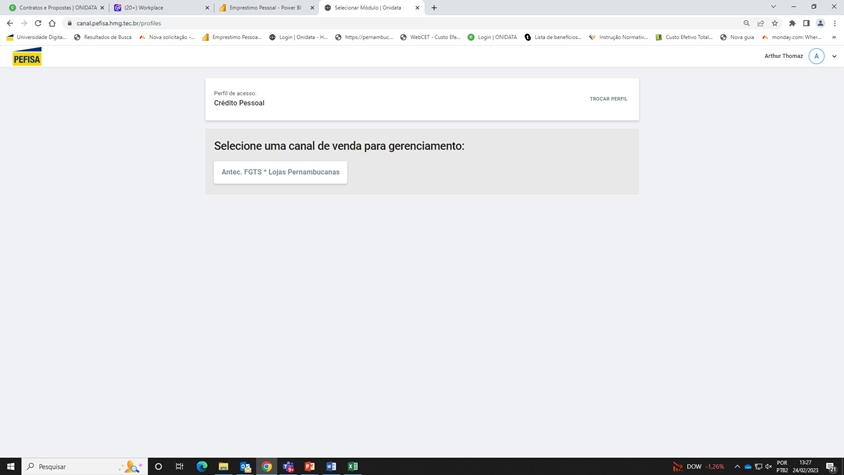 Contratos e Propostas | ONIDATA
(20+) Workplace
Emprestimo Pessoal - Power BI
Selecionar Módulo | Onidata
canal.pefisa.hmg.tec.br/profiles
Universidade Digita...
Resultados de Busca
Nova solicitação -...
Emprestimo Pessoa...
Login | Onidata - H...
https://pernambuc...
WebCET - Custo Efe...
Login | ONIDATA
Lista de benefícios...
Instrução Normativ...
Custo Efetivo Total...
Nova guia
monday.com: Wher...
»
PEFISA
Arthur Thomaz
A
Perfil de acesso:
Crédito Pessoal
TROCAR PERFIL
Selecione uma canal de venda para gerenciamento:
Antec. FGTS * Lojas Pernambucanas
Pesquisar
DOW -1,26%
POR
PTB2
13:27
24/02/2023